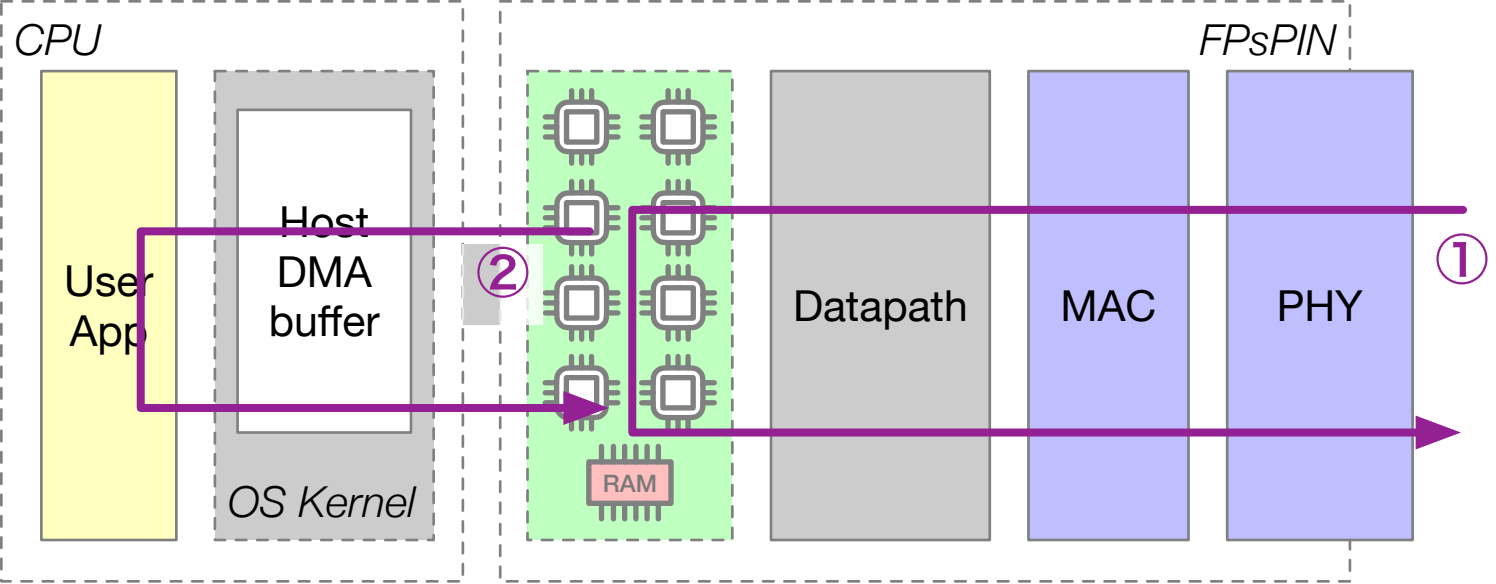 CPU
FPsPIN
User
App
Host
DMA
buffer
OS Kernel
②
RAM
Datapath
MAC
PHY
①